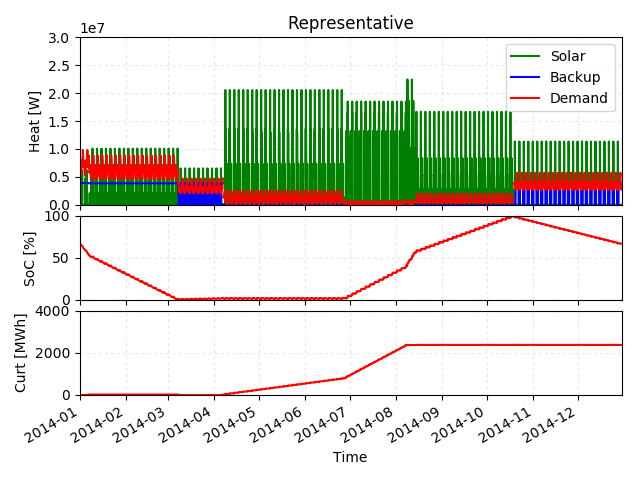 Representative
1e7
3.0
2.5
2.0
1.5
1.0
0.5
0.0
Heat [W]
Solar
Backup
Demand
100
50
0
SoC [%]
4000
2000
0
Curt [MWh]
2014-01
2014-02
2014-03
2014-04
2014-05
2014-06
2014-07
2014-08
2014-09
2014-10
2014-11
2014-12
Time